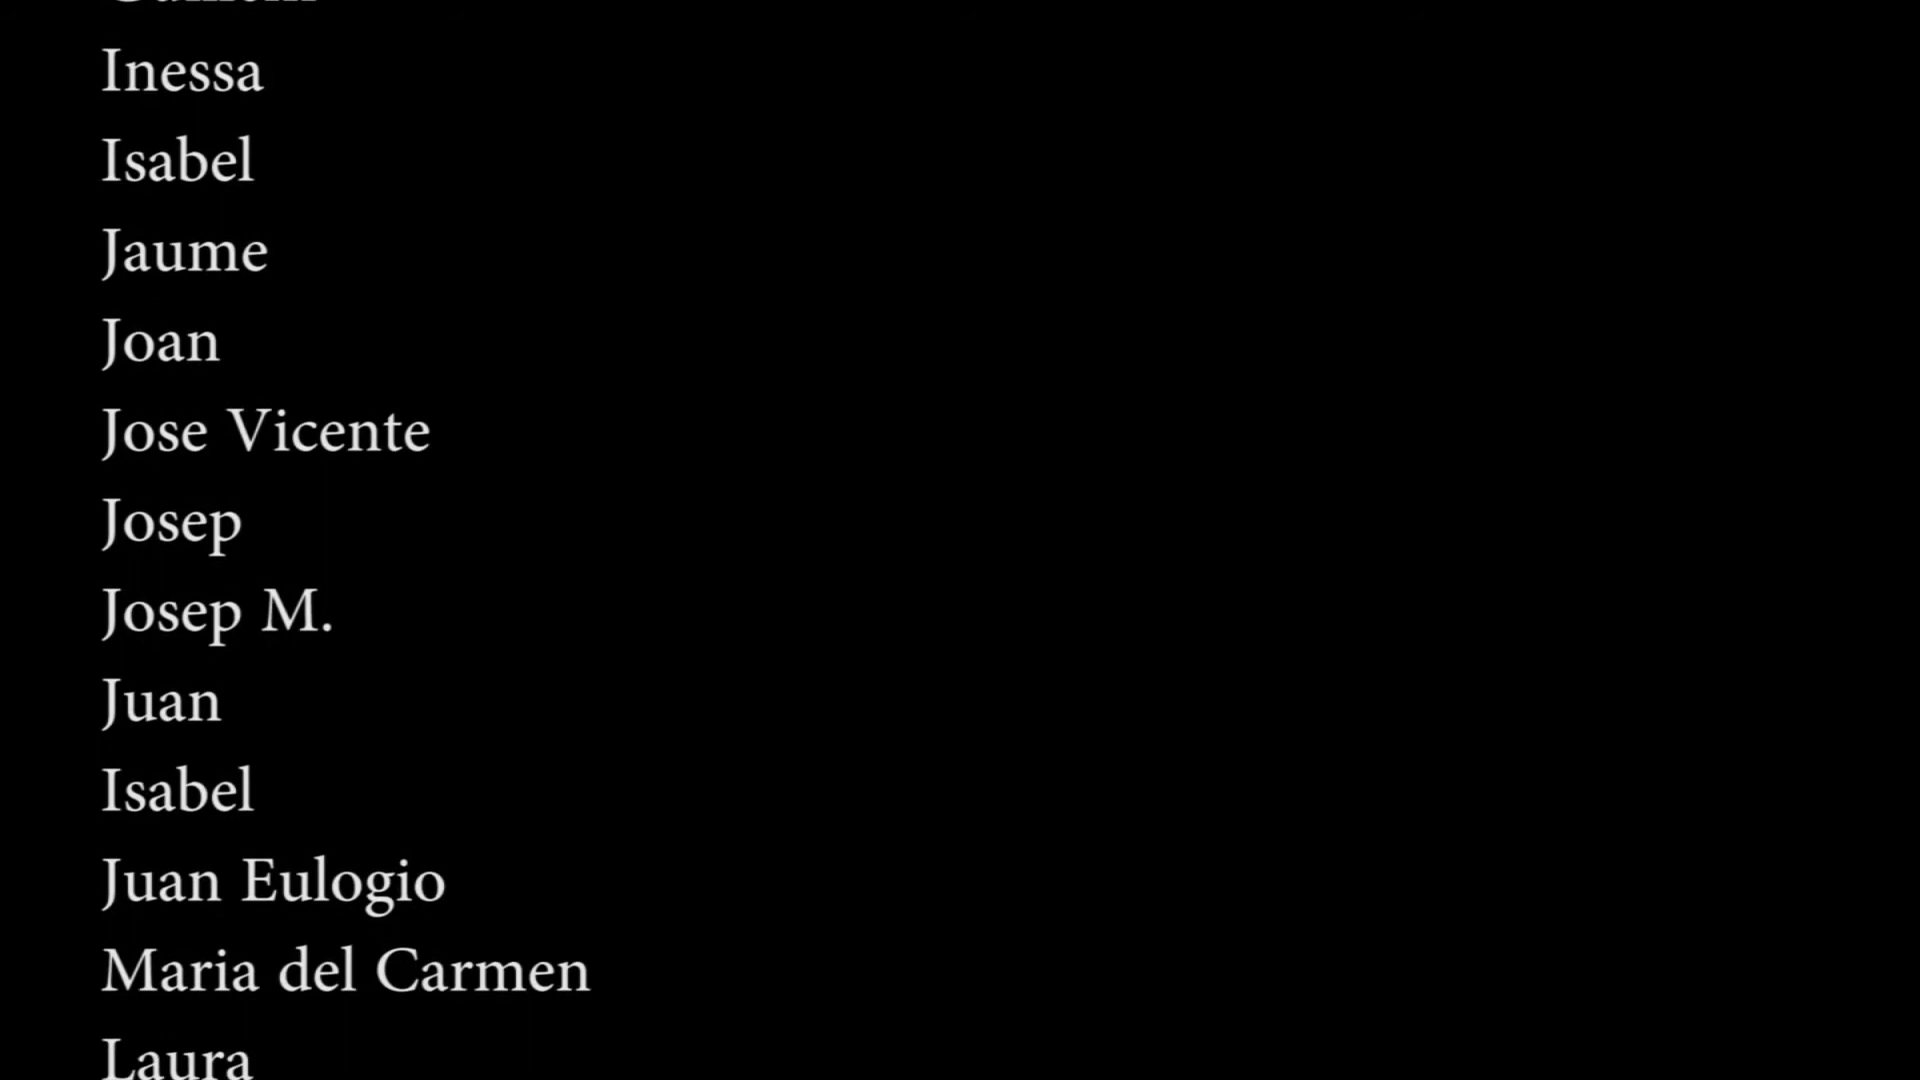 Inessa
Isabel
Jaume
Joan
Jose Vicente
Josep
Josep M.
Juan
Isabel
Juan Eulogio
Maria del Carmen
Laura